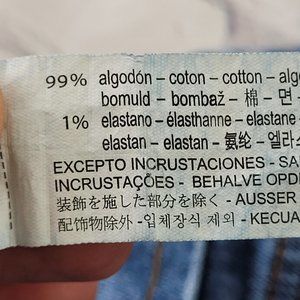 99% algodón – coton – cotton – algo
bomuld – bombaž – 棉 – 면
1% elastano – élasthanne – elastane
elastan – elastan – 氨纶 – 엘라스
EXCEPTO INCRUSTACIONES - SA
INCRUSTAÇÕES - BEHALVE OPDI
装飾を施した部分を除く - AUSSER
配饰物除外 - 입체장식 제외 - KECUA